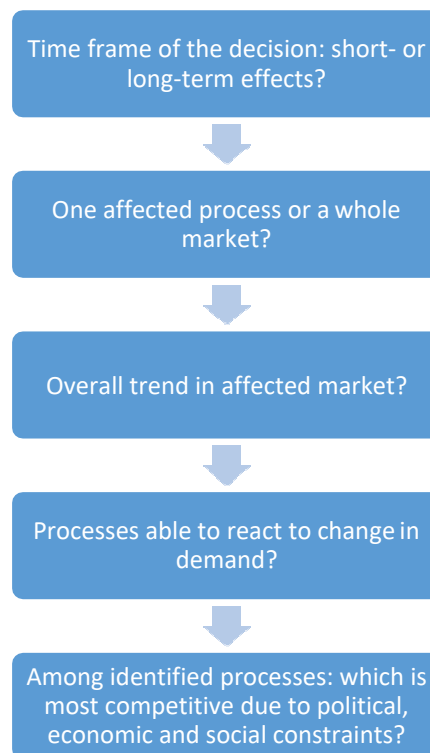 Time frame of the decision: short- or
long-term effects?
One affected process or a whole
market?
Overall trend in affected market?
Processes able to react to change in
demand?
Among identified processes: which is
most competitive due to political,
economic and social constraints?